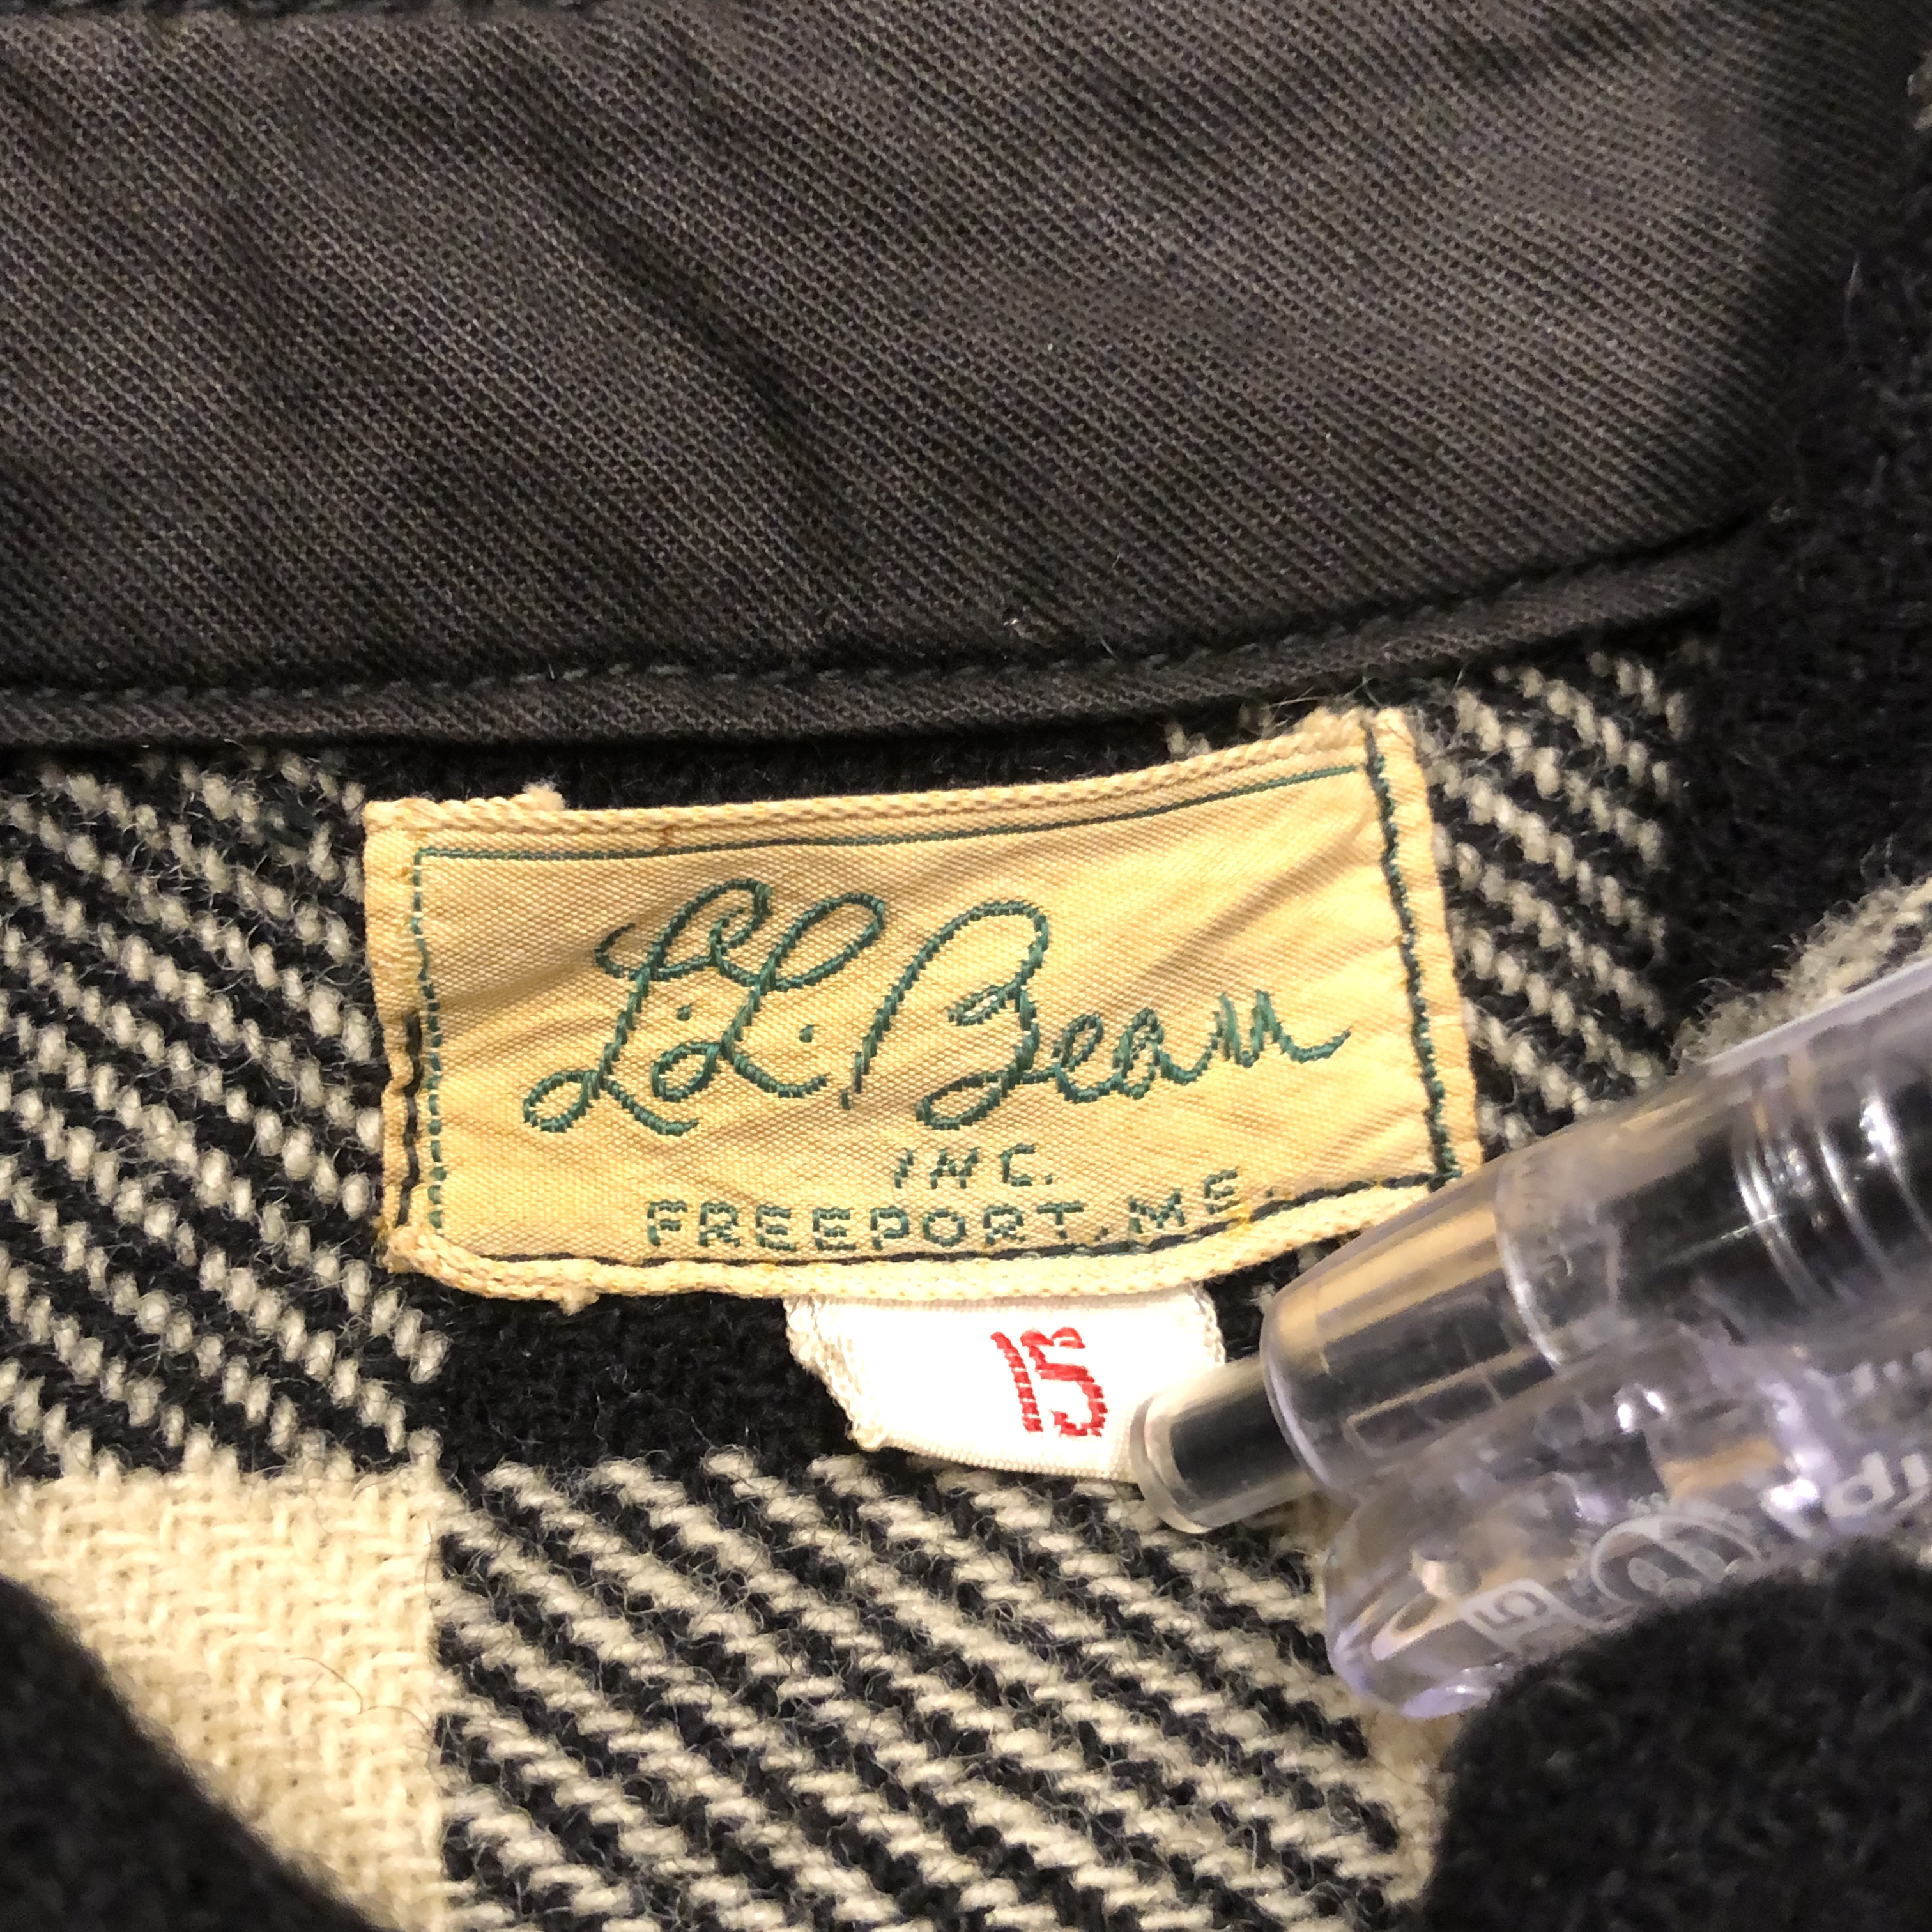 L.L. Bean
INC.
FREEPORT, ME.
15